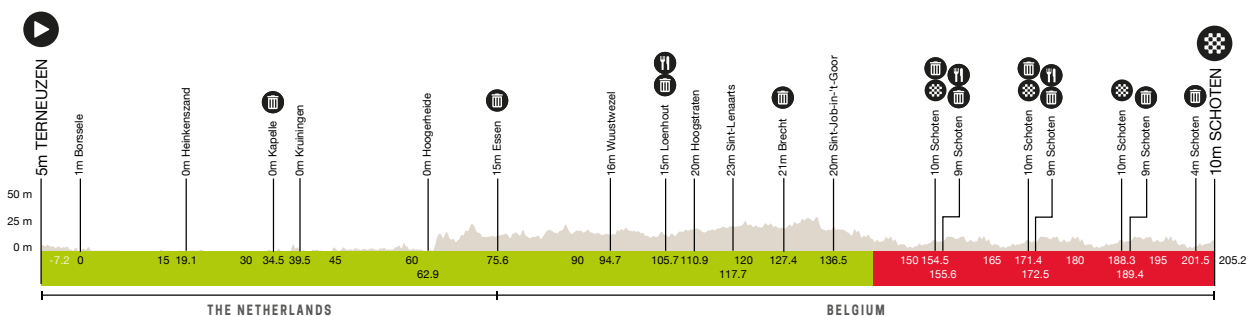 5m TERNEUZEN
1m Borssele
0m Heinkenszand
0m Kapelle
0m Kruiningen
0m Hoogerheide
15m Essen
16m Wuustwezel
15m Loenhout
20m Hoogstraten
23m Sint-Lenaarts
21m Brecht
20m Sint-Job-in-'t-Goor
10m Schoten
9m Schoten
10m Schoten
9m Schoten
10m Schoten
9m Schoten
4m Schoten
10m SCHOTEN
50 m
25 m
0 m
-7.2 0 15 19.1 30 34.5 39.5 45 60 75.6 90 94.7 105.7 110.9 120 127.4 136.5 150 154.5 165 171.4 180 188.3 195 201.5 205.2
62.9 117.7 155.6 172.5 189.4
THE NETHERLANDS BELGIUM